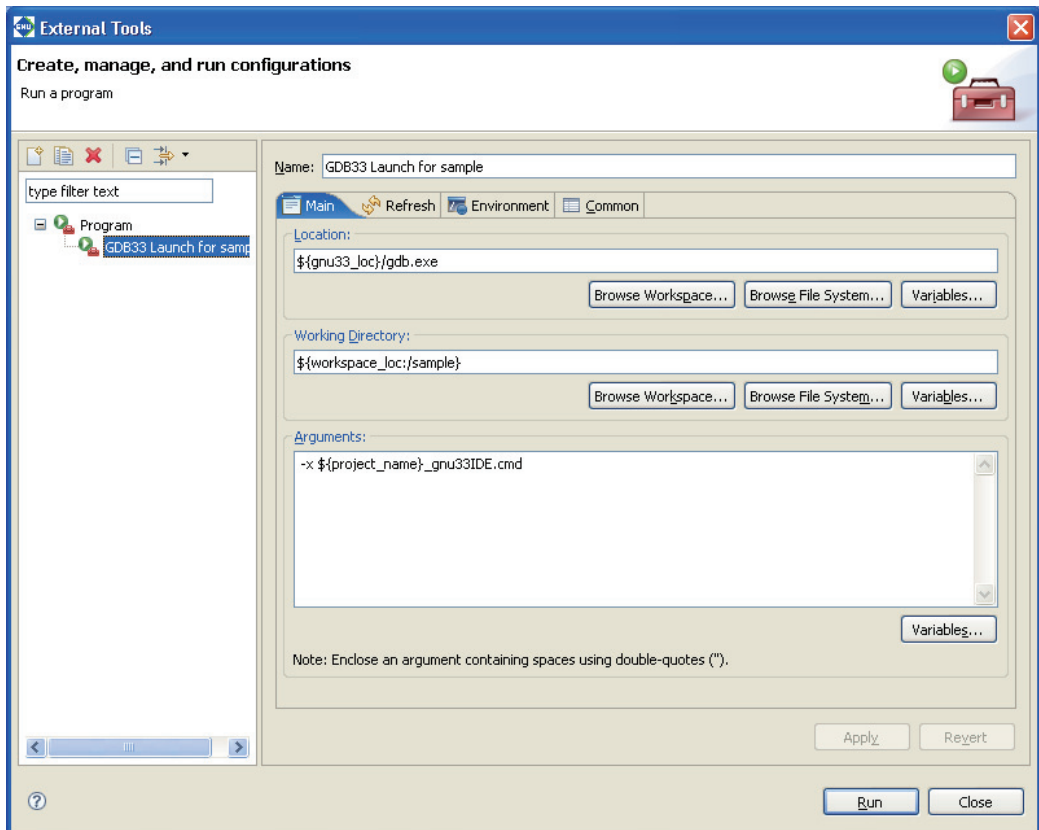 GNU External Tools
Create, manage, and run configurations
Run a program
type filter text
Program
GDB33 Launch for samp
Name: GDB33 Launch for sample
Main Refresh Environment Common
Location:
${gnu33_loc}/gdb.exe
Browse Workspace... Browse File System... Variables...
Working Directory:
${workspace_loc:/sample}
Browse Workspace... Browse File System... Variables...
Arguments:
-x ${project_name}_gnu33IDE.cmd
Variables...
Note: Enclose an argument containing spaces using double-quotes (").
Apply Revert
? Run Close